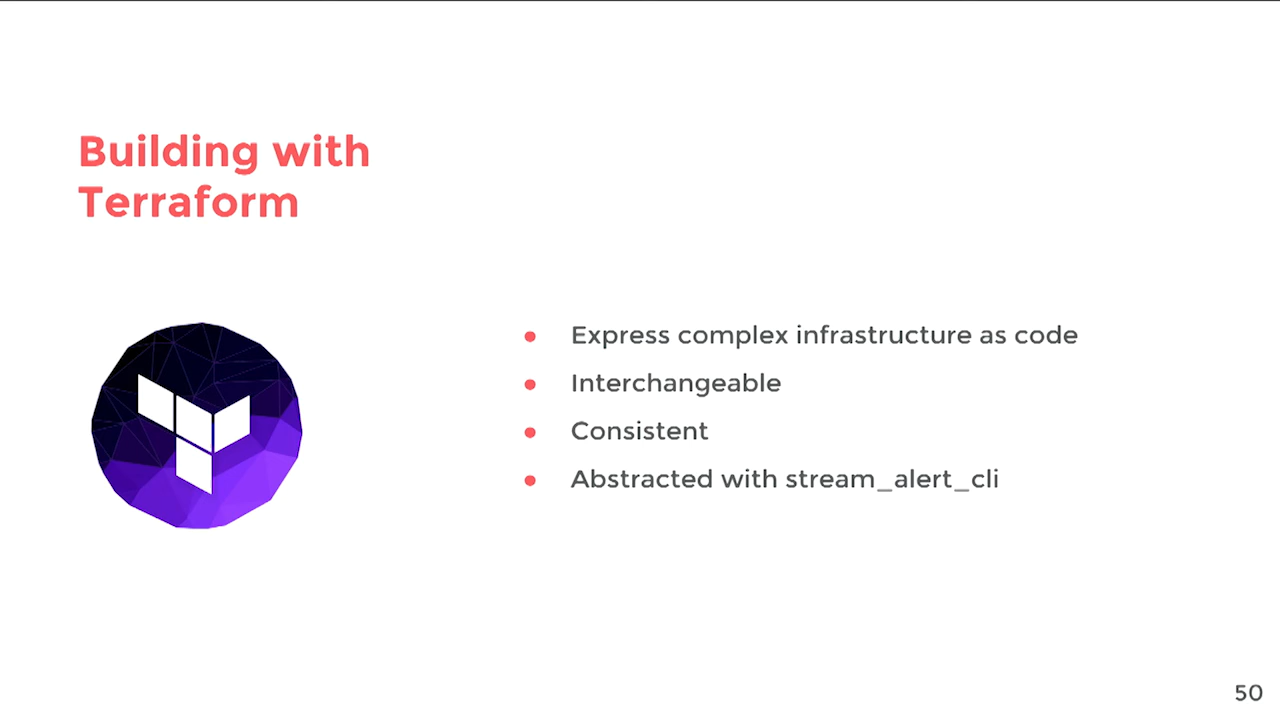 Building with
Terraform
● Express complex infrastructure as code
● Interchangeable
● Consistent
● Abstracted with stream_alert_cli
50